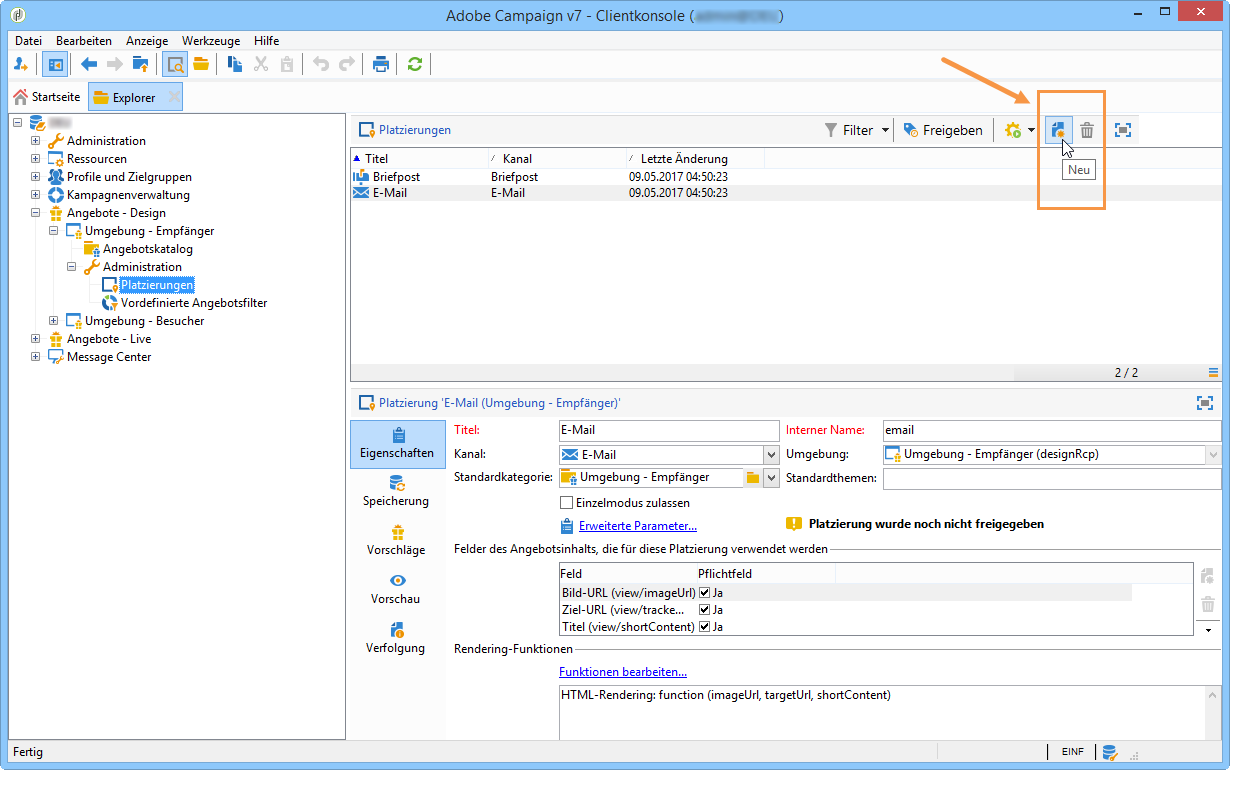 Adobe Campaign v7 - Clientkonsole ( )
Datei Bearbeiten Anzeige Werkzeuge Hilfe
Startseite Explorer
Administration
Ressourcen
Profile und Zielgruppen
Kampagnenverwaltung
Angebote - Design
Umgebung - Empfänger
Angebotskatalog
Administration
Platzierungen
Vordefinierte Angebotsfilter
Umgebung - Besucher
Angebote - Live
Message Center
Platzierungen Filter Freigeben
Neu
Titel Kanal Letzte Änderung
Briefpost Briefpost 09.05.2017 04:50:23
E-Mail E-Mail 09.05.2017 04:50:23
2 / 2
Platzierung 'E-Mail (Umgebung - Empfänger)'
Eigenschaften
Speicherung
Vorschläge
Vorschau
Verfolgung
Titel: E-Mail Interner Name: email
Kanal: E-Mail Umgebung: Umgebung - Empfänger (designRcp)
Standardkategorie: Umgebung - Empfänger Standardthemen:
Einzelmodus zulassen
Erweiterte Parameter... Platzierung wurde noch nicht freigegeben
Felder des Angebotsinhalts, die für diese Platzierung verwendet werden
Feld Pflichtfeld
Bild-URL (view/imageUrl) Ja
Ziel-URL (view/tracke... Ja
Titel (view/shortContent) Ja
Rendering-Funktionen
Funktionen bearbeiten...
HTML-Rendering: function (imageUrl, targetUrl, shortContent)
Fertig EINF